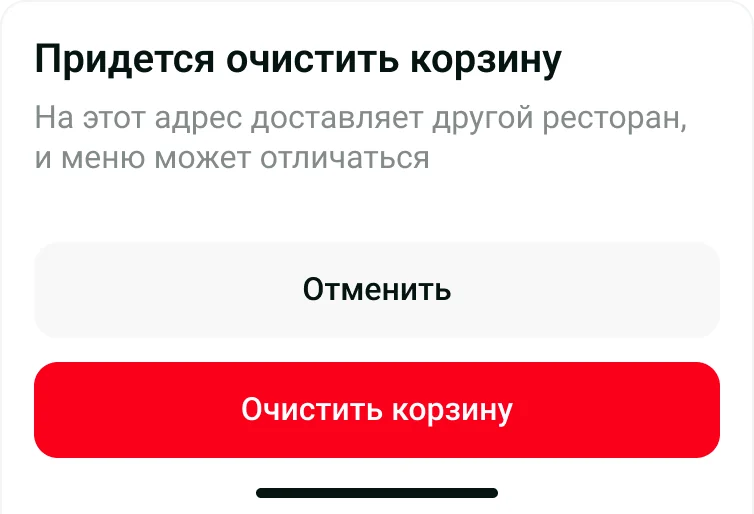 Придется очистить корзину
На этот адрес доставляет другой ресторан,
и меню может отличаться
Отменить
Очистить корзину